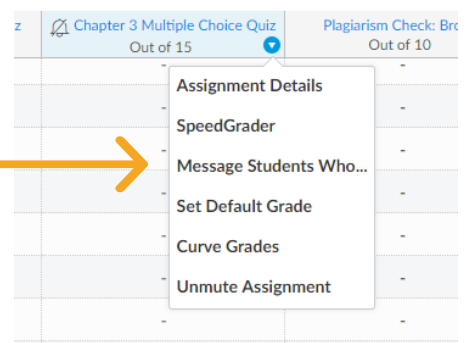 z
Chapter 3 Multiple Choice Quiz
Out of 15
Plagiarism Check: Bro
Out of 10
Assignment Details
SpeedGrader
Message Students Who...
Set Default Grade
Curve Grades
Unmute Assignment